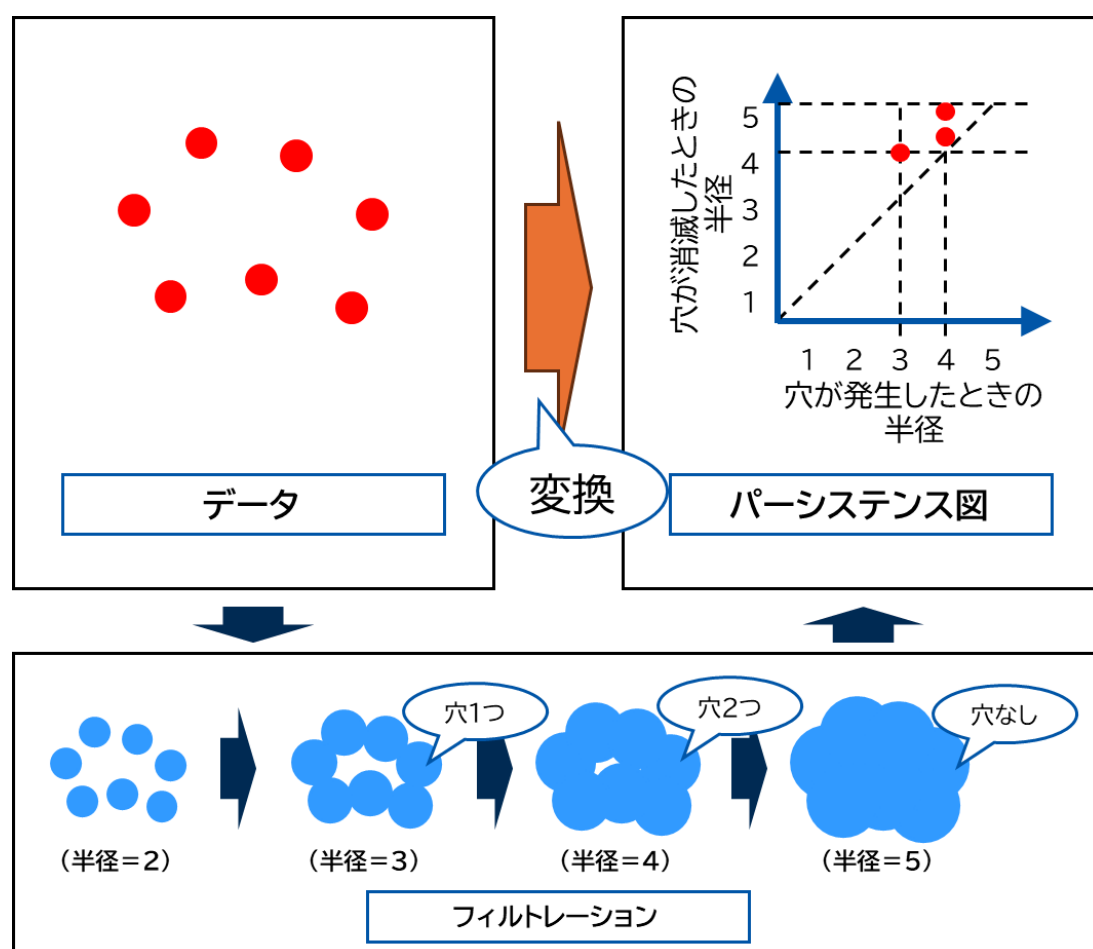 データ
変換
穴が消滅したときの
半径
5
4
3
2
1
1 2 3 4 5
穴が発生したときの
半径
パーシステンス図
穴1つ
穴2つ
穴なし
(半径=2)
(半径=3)
(半径=4)
(半径=5)
フィルトレーション